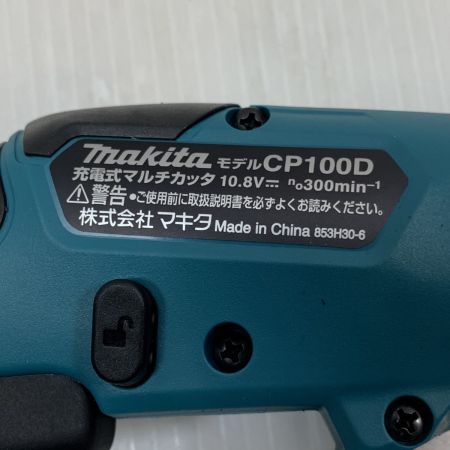 makita モデルCP100D
充電式マルチカッタ 10.8V⎓ n₀300min⁻¹
⚠警告・ご使用前に取扱説明書を必ずよくお読みください。
株式会社 マキタ Made in China 853H30-6